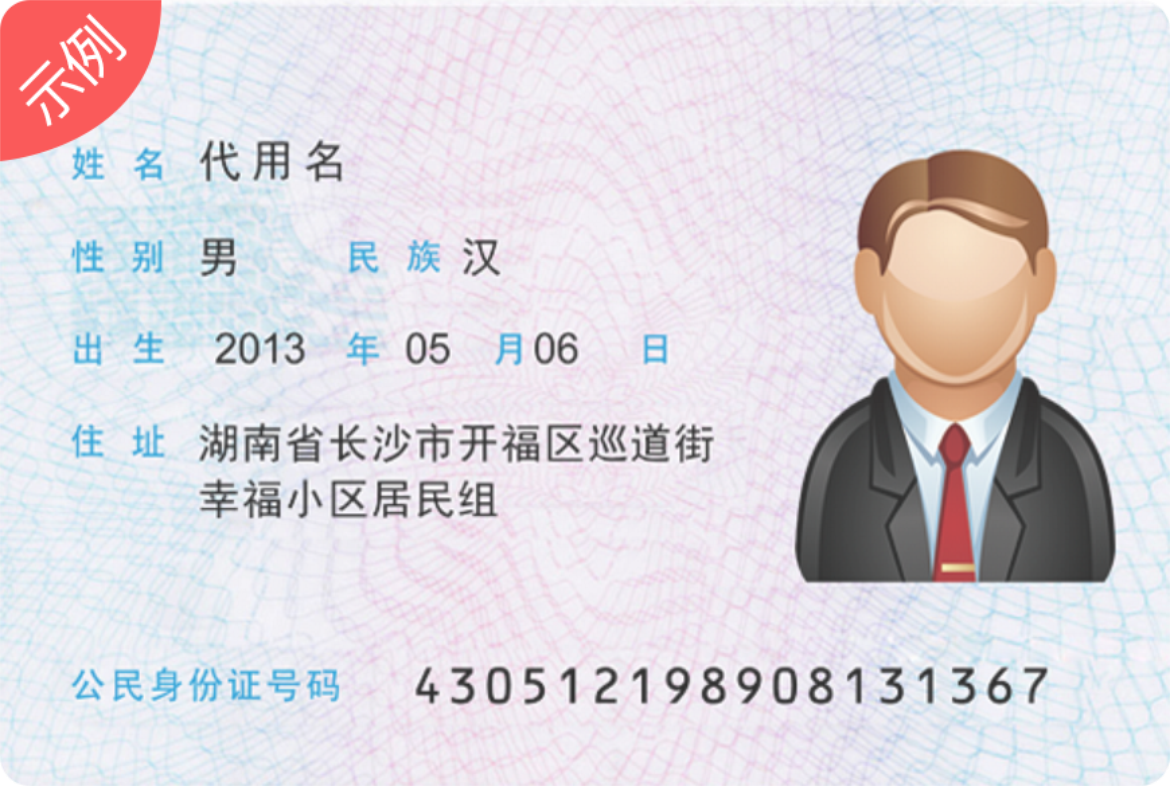 示例
姓 名 代用名
性 别 男 民 族 汉
出 生 2013 年 05 月 06 日
住 址 湖南省长沙市开福区巡道街
幸福小区居民组
公民身份证号码 430512198908131367